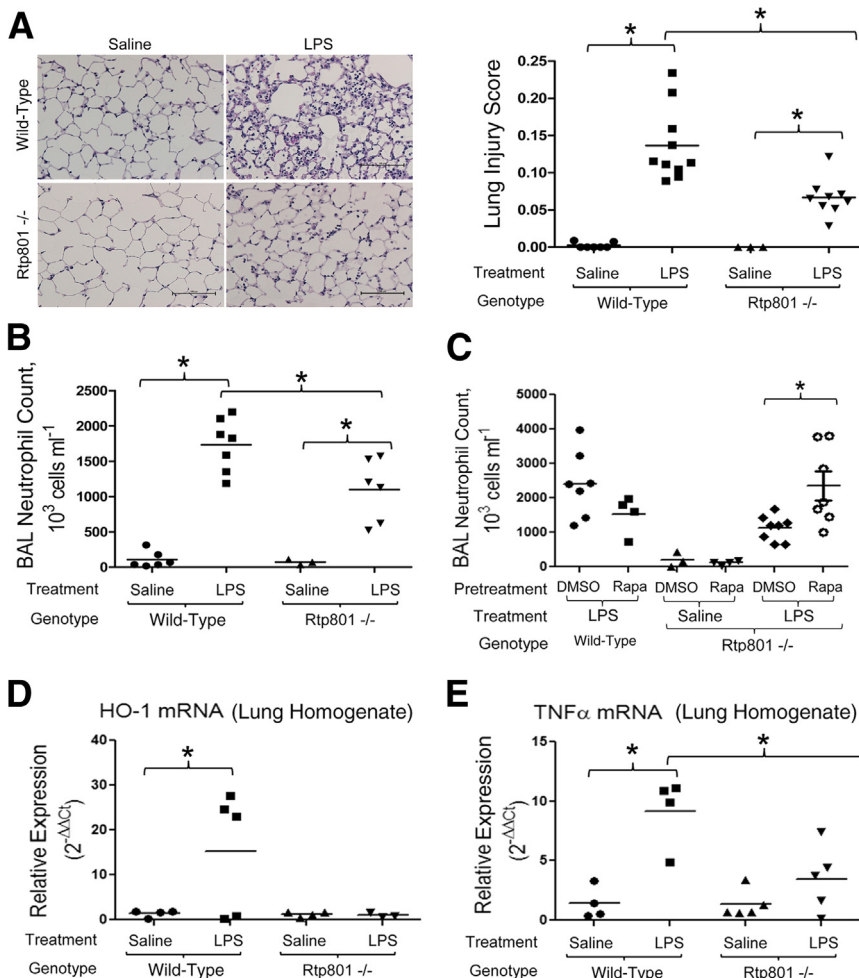 A
Saline
LPS
Wild-Type
Rtp801 -/-
Lung Injury Score
0.25
0.20
0.15
0.10
0.05
0.00
*
*
*
Treatment
Saline
LPS
Saline
LPS
Genotype
Wild-Type
Rtp801 -/-
B
BAL Neutrophil Count,
10³ cells ml⁻¹
2500
2000
1500
1000
500
0
*
*
*
Treatment
Saline
LPS
Saline
LPS
Genotype
Wild-Type
Rtp801 -/-
C
BAL Neutrophil Count,
10³ cells ml⁻¹
5000
4000
3000
2000
1000
0
*
Pretreatment
DMSO
Rapa
DMSO
Rapa
DMSO
Rapa
Treatment
LPS
Saline
LPS
Genotype
Wild-Type
Rtp801 -/-
D
HO-1 mRNA (Lung Homogenate)
Relative Expression
(2^-ΔΔCt)
40
30
20
10
0
*
Treatment
Saline
LPS
Saline
LPS
Genotype
Wild-Type
Rtp801 -/-
E
TNFα mRNA (Lung Homogenate)
Relative Expression
(2^-ΔΔCt)
15
10
5
0
*
*
Treatment
Saline
LPS
Saline
LPS
Genotype
Wild-Type
Rtp801 -/-